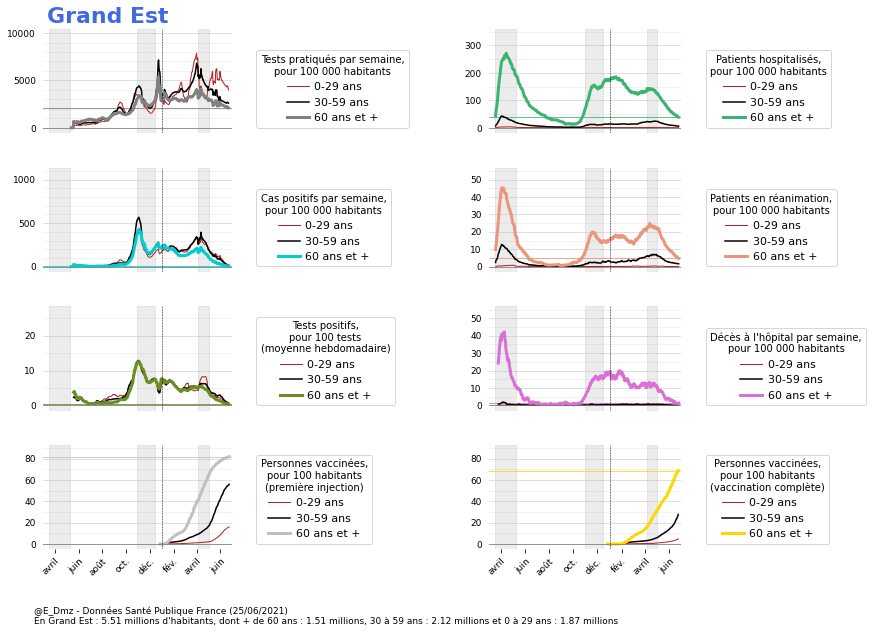 Grand Est
10000
5000
0
Tests pratiqués par semaine,
pour 100 000 habitants
0-29 ans
30-59 ans
60 ans et +
300
200
100
0
Patients hospitalisés,
pour 100 000 habitants
0-29 ans
30-59 ans
60 ans et +
1000
500
0
Cas positifs par semaine,
pour 100 000 habitants
0-29 ans
30-59 ans
60 ans et +
50
40
30
20
10
0
Patients en réanimation,
pour 100 000 habitants
0-29 ans
30-59 ans
60 ans et +
20
10
0
Tests positifs,
pour 100 tests
(moyenne hebdomadaire)
0-29 ans
30-59 ans
60 ans et +
50
40
30
20
10
0
Décès à l'hôpital par semaine,
pour 100 000 habitants
0-29 ans
30-59 ans
60 ans et +
80
60
40
20
0
avril
juin
août
oct.
déc.
fév.
avril
juin
Personnes vaccinées,
pour 100 habitants
(première injection)
0-29 ans
30-59 ans
60 ans et +
80
60
40
20
0
avril
juin
août
oct.
déc.
fév.
avril
juin
Personnes vaccinées,
pour 100 habitants
(vaccination complète)
0-29 ans
30-59 ans
60 ans et +
@E_Dmz - Données Santé Publique France (25/06/2021)
En Grand Est : 5.51 millions d'habitants, dont + de 60 ans : 1.51 millions, 30 à 59 ans : 2.12 millions et 0 à 29 ans : 1.87 millions